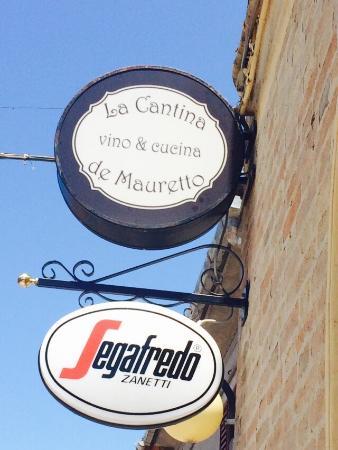 La Cantina
vino & cucina
de Mauretto
Segafredo®
ZANETTI